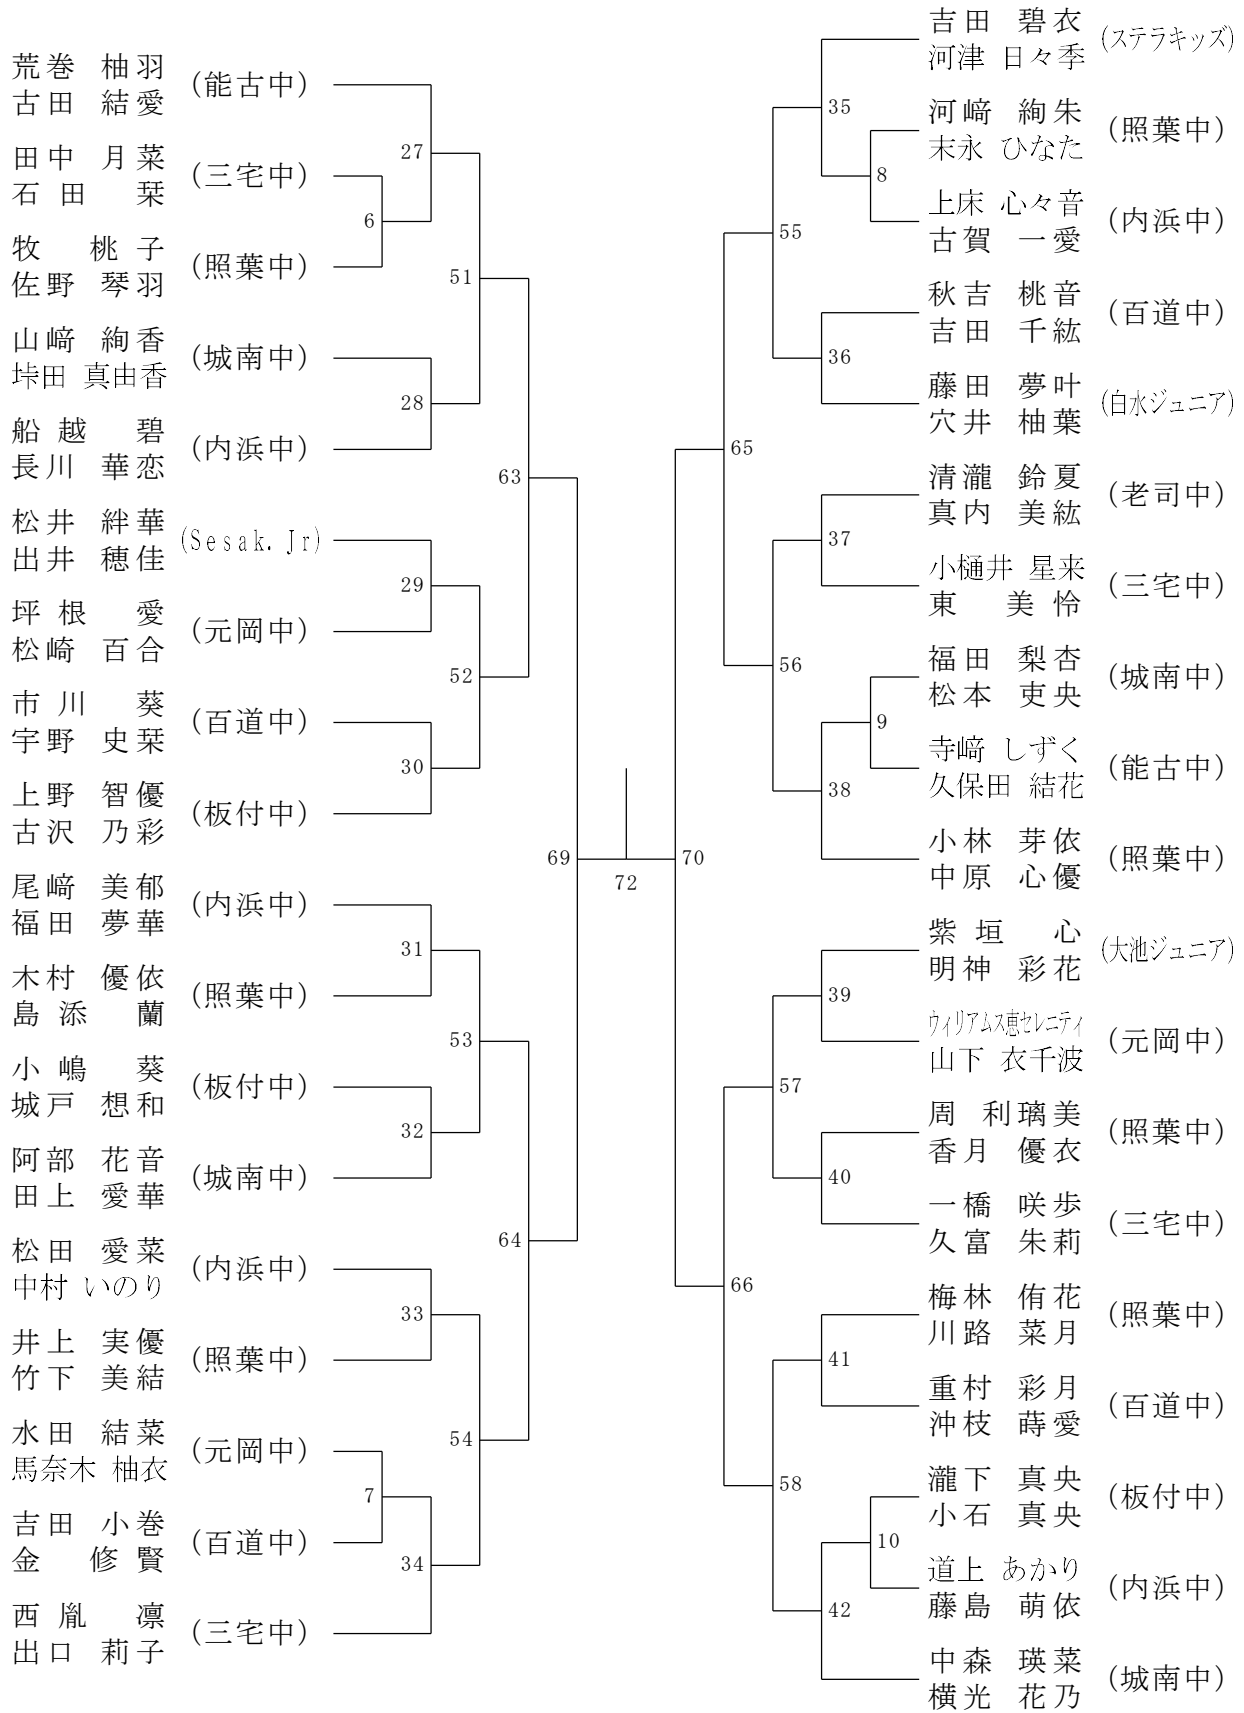 荒巻 柚羽
古田 結愛
(能古中)
田中 月菜
石田 栞
(三宅中)
牧 桃子
佐野 琴羽
(照葉中)
山﨑 絢香
垰田 真由香
(城南中)
船越 碧
長川 華恋
(内浜中)
松井 絆華
出井 穂佳
(Sesak. Jr)
坪根 愛
松崎 百合
(元岡中)
市川 葵
宇野 史栞
(百道中)
上野 智優
古沢 乃彩
(板付中)
尾﨑 美郁
福田 夢華
(内浜中)
木村 優依
島添 蘭
(照葉中)
小嶋 葵
城戸 想和
(板付中)
阿部 花音
田上 愛華
(城南中)
松田 愛菜
中村 いのり
(内浜中)
井上 実優
竹下 美結
(照葉中)
水田 結菜
馬奈木 柚衣
(元岡中)
吉田 小巻
金 修賢
(百道中)
西胤 凛
出口 莉子
(三宅中)
27
6
51
28
63
29
52
30
69
31
53
32
64
33
54
7
34
72
70
35
8
55
36
65
37
56
9
38
39
57
40
66
41
58
10
42
吉田 碧衣
河津 日々季
(ステラキッズ)
河﨑 絢朱
末永 ひなた
(照葉中)
上床 心々音
古賀 一愛
(内浜中)
秋吉 桃音
吉田 千紘
(百道中)
藤田 夢叶
穴井 柚葉
(白水ジュニア)
清瀧 鈴夏
真内 美紘
(老司中)
小樋井 星来
東 美怜
(三宅中)
福田 梨杏
松本 吏央
(城南中)
寺﨑 しずく
久保田 結花
(能古中)
小林 芽依
中原 心優
(照葉中)
紫垣 心
明神 彩花
(大池ジュニア)
ウィリアムス恵セレニティ
山下 衣千波
(元岡中)
周 利璃美
香月 優衣
(照葉中)
一橋 咲歩
久富 朱莉
(三宅中)
梅林 侑花
川路 菜月
(照葉中)
重村 彩月
沖枝 蒔愛
(百道中)
瀧下 真央
小石 真央
(板付中)
道上 あかり
藤島 萌依
(内浜中)
中森 瑛菜
横光 花乃
(城南中)